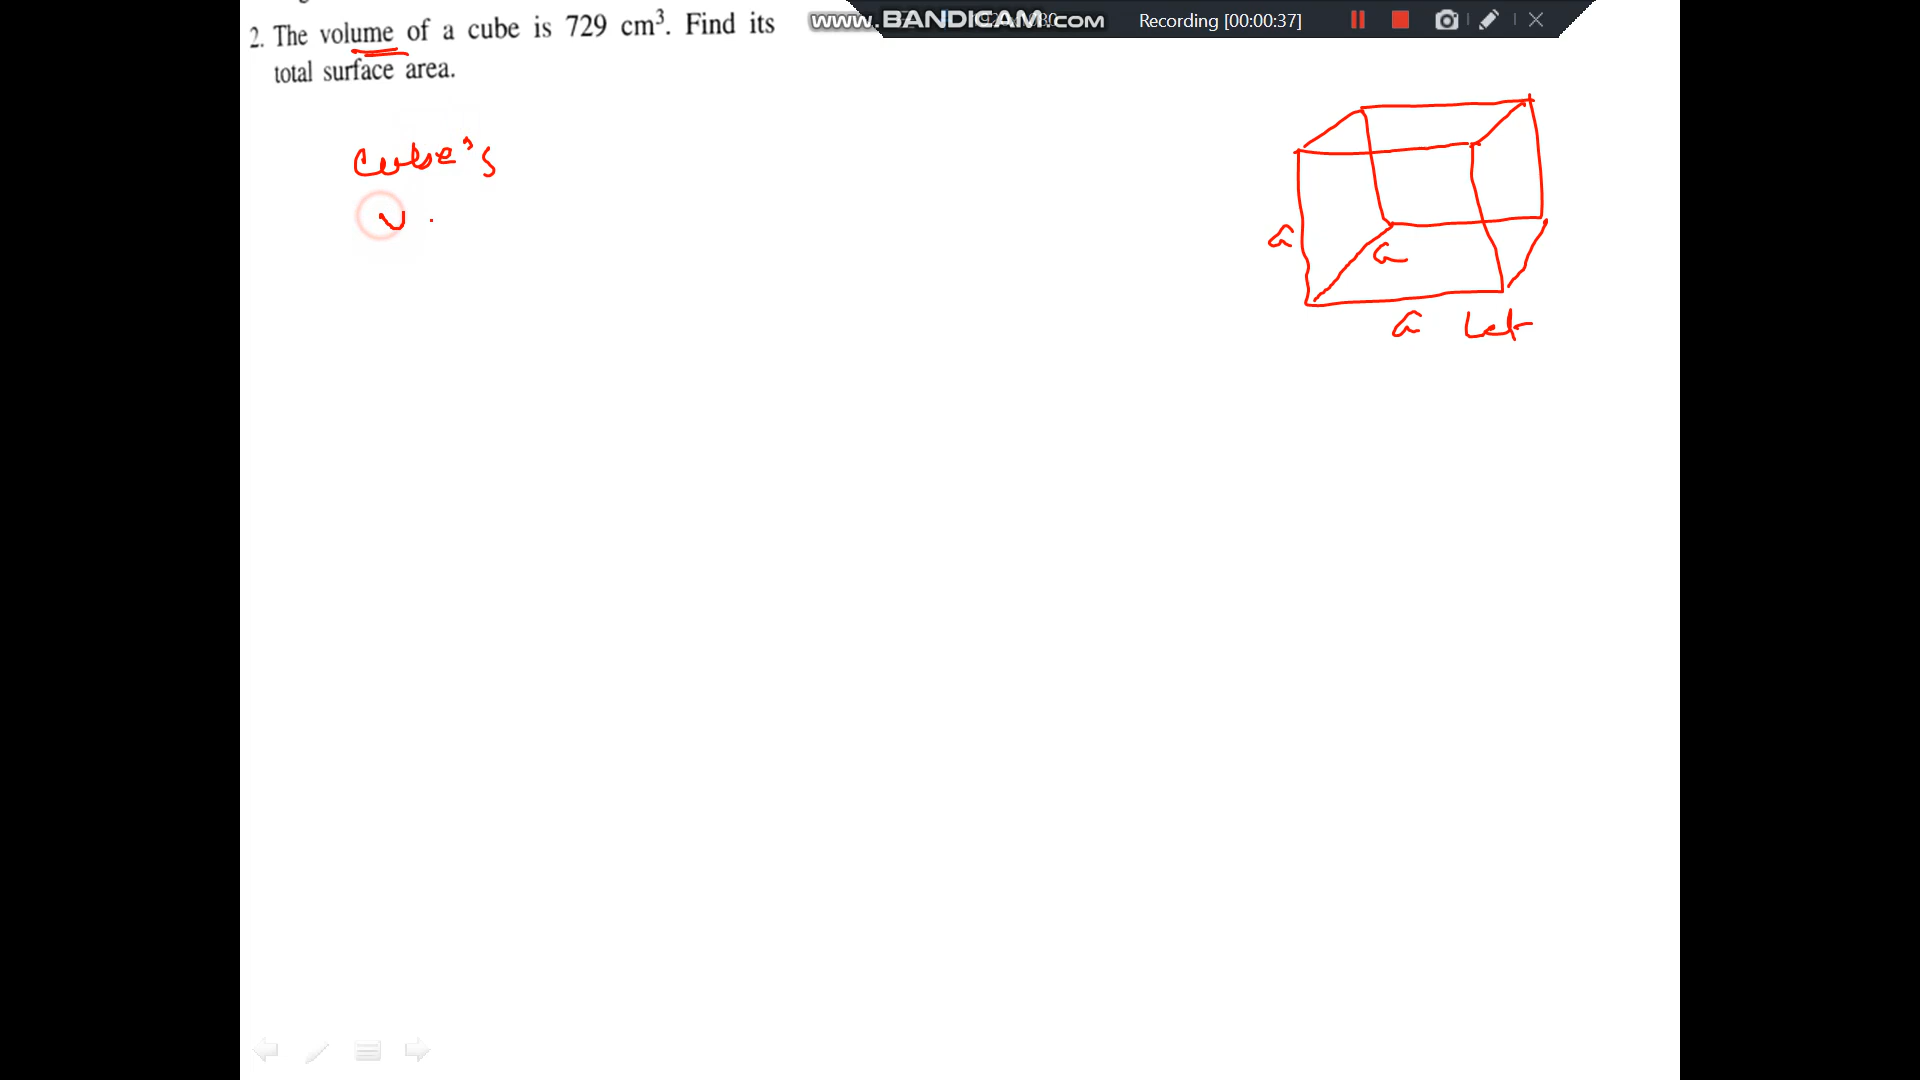 www.BANDICAM.com
Recording [00:00:37]
2. The volume of a cube is 729 cm³. Find its
total surface area.
Cube's
V .
a
a
a Let